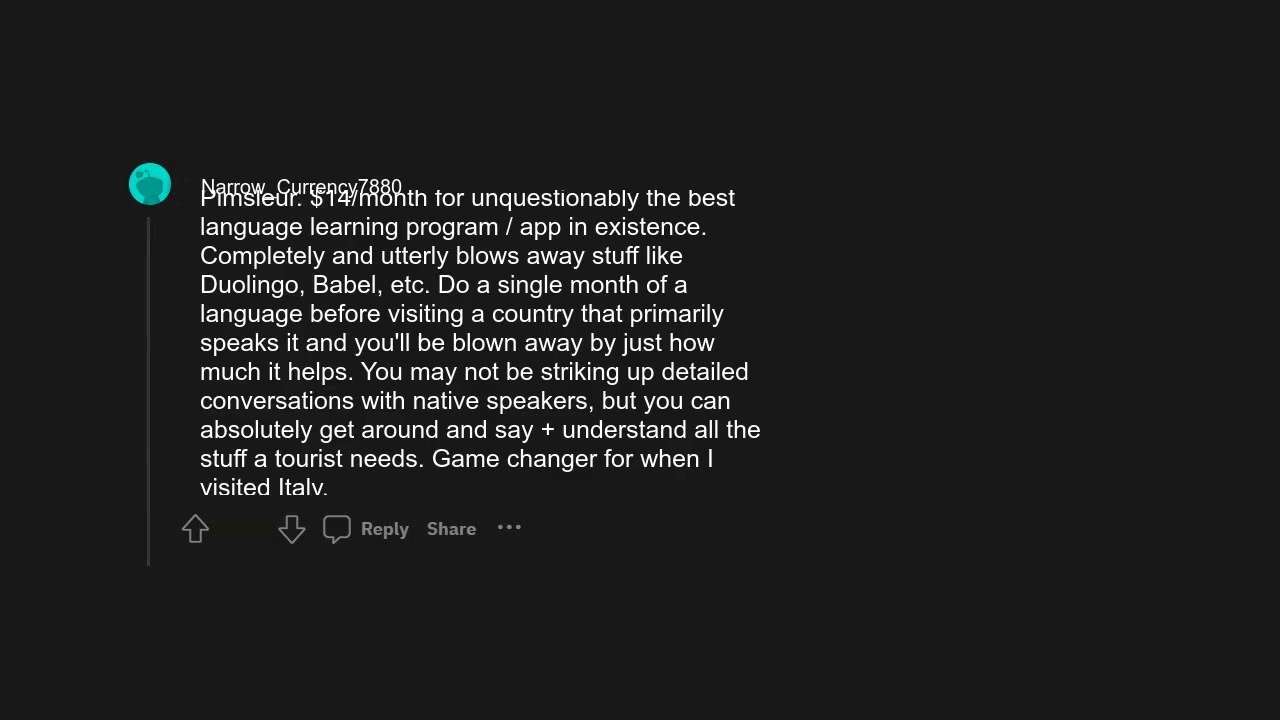 Narrow_Currency7880
Pimsleur. $14/month for unquestionably the best
language learning program / app in existence.
Completely and utterly blows away stuff like
Duolingo, Babel, etc. Do a single month of a
language before visiting a country that primarily
speaks it and you'll be blown away by just how
much it helps. You may not be striking up detailed
conversations with native speakers, but you can
absolutely get around and say + understand all the
stuff a tourist needs. Game changer for when I
visited Italy.
Reply Share